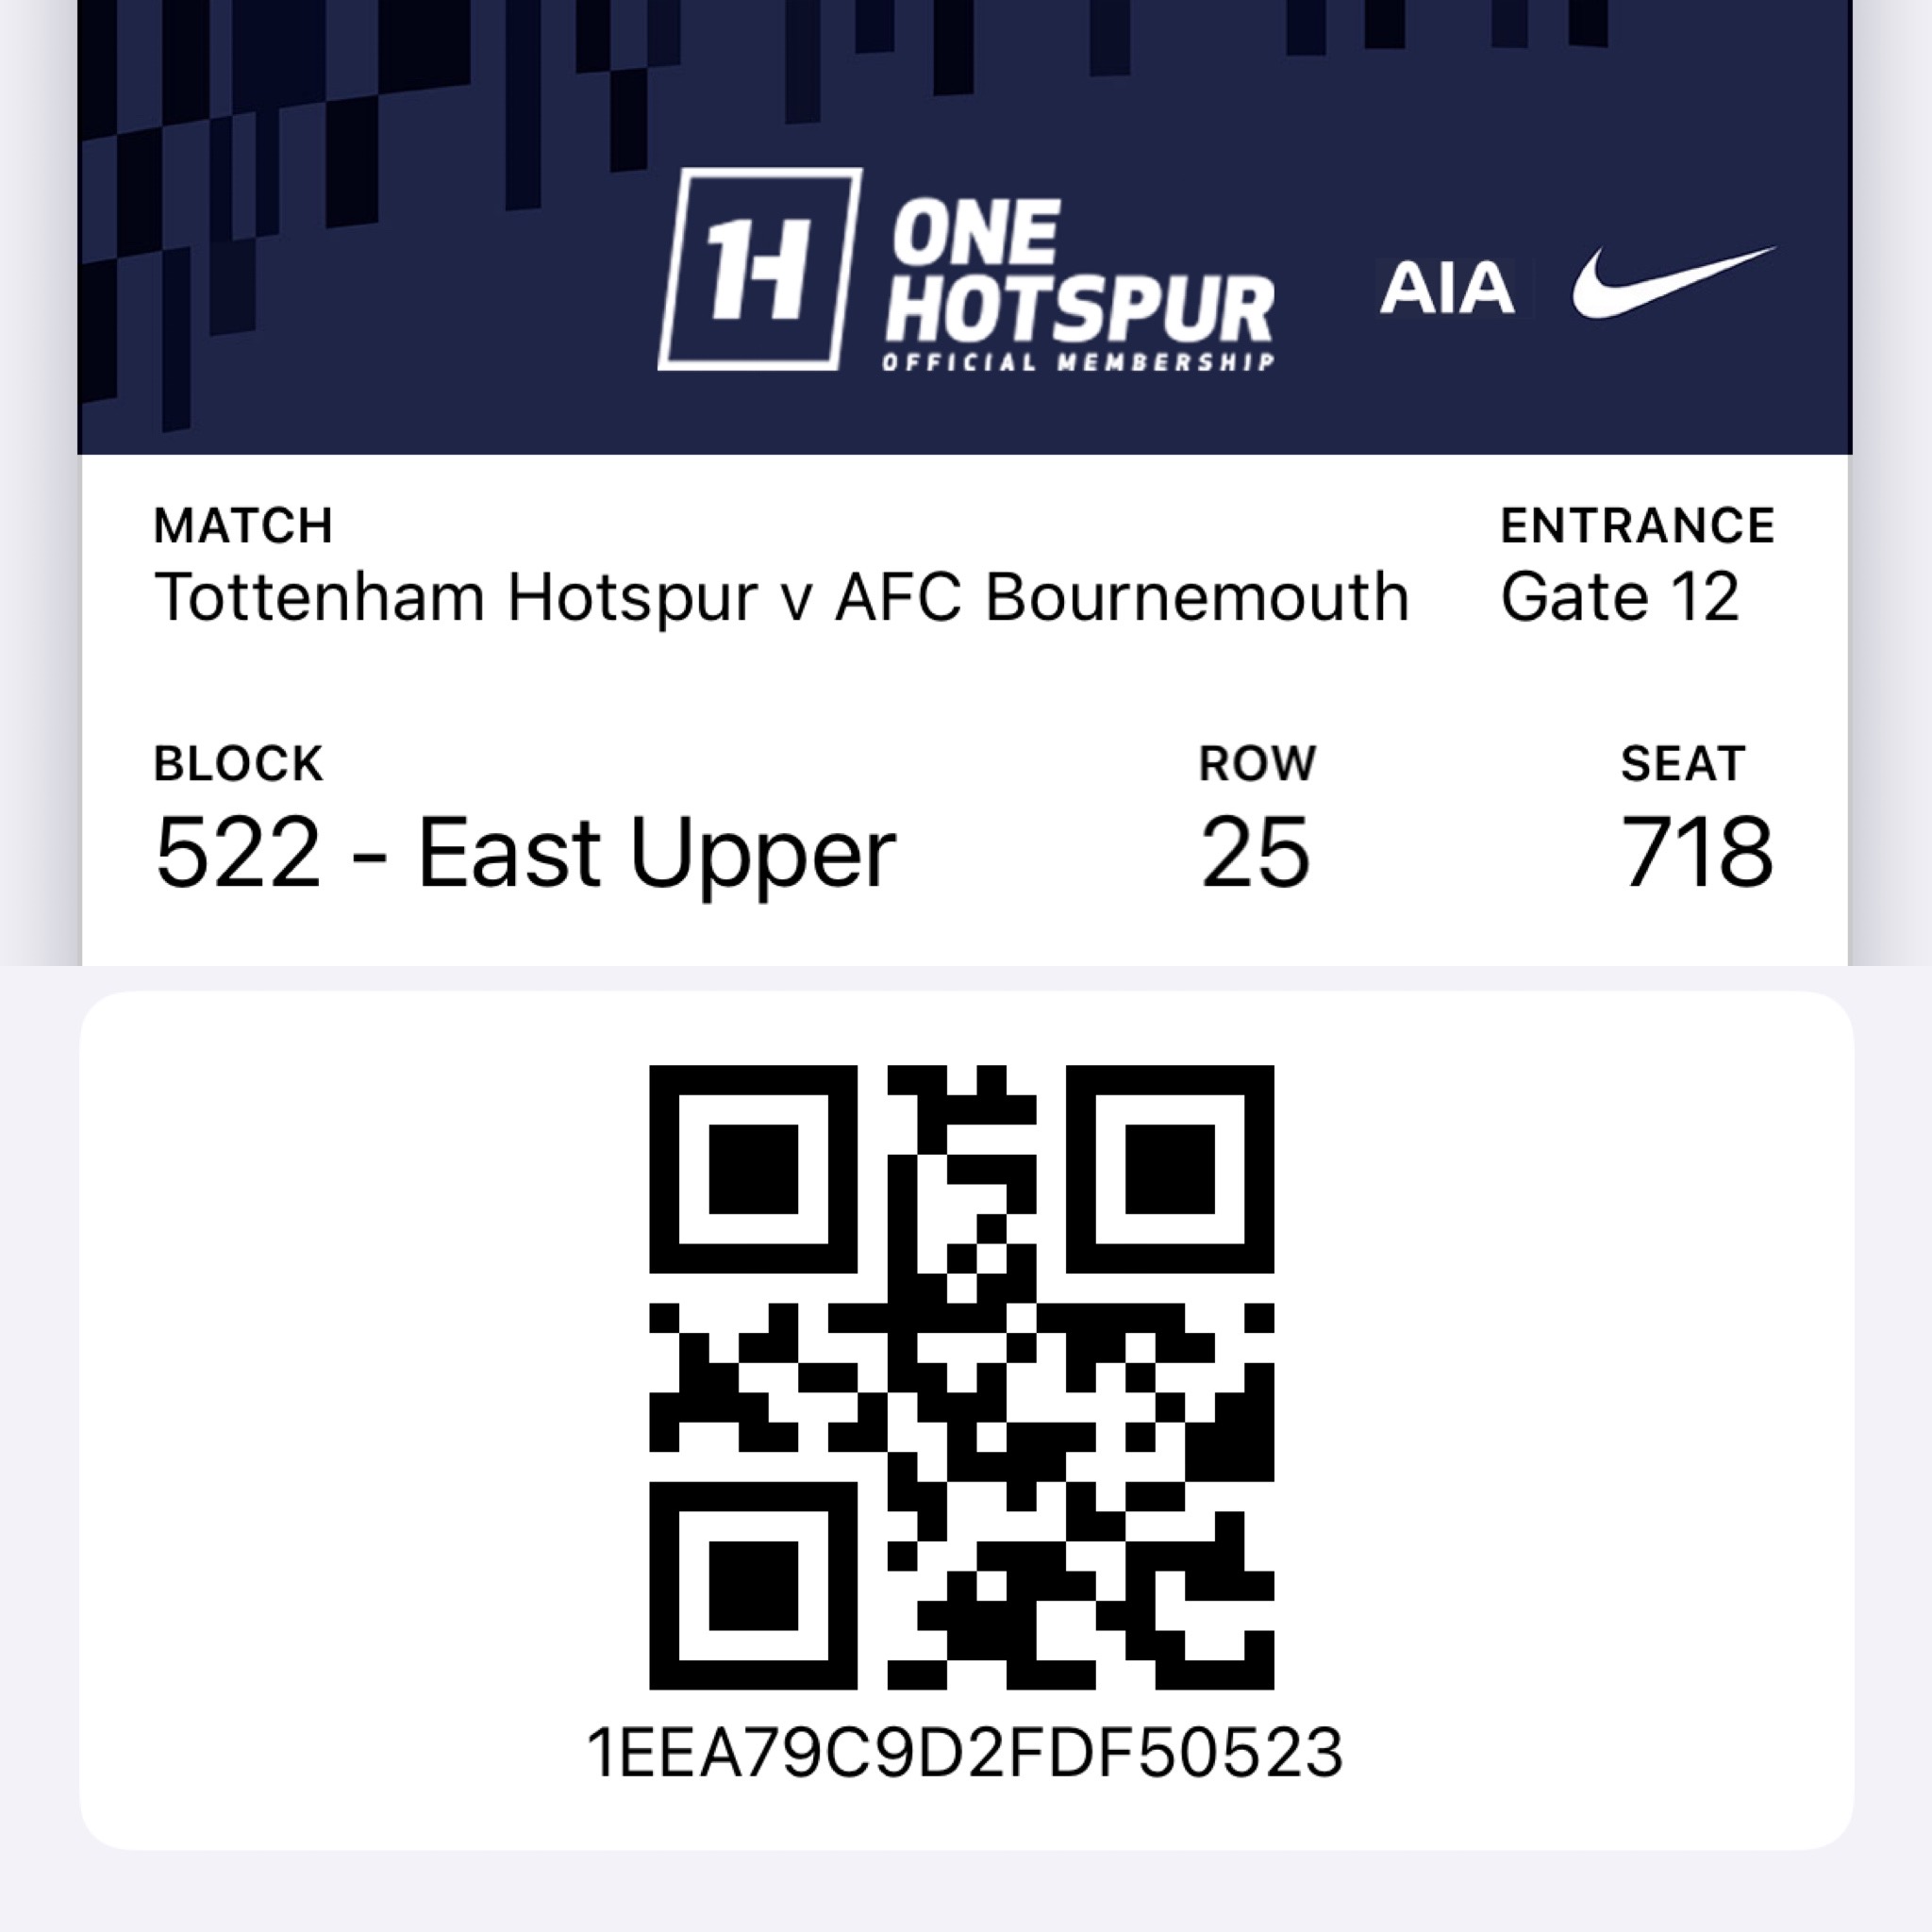 1H
ONE
HOTSPUR
OFFICIAL MEMBERSHIP
AIA
MATCH
ENTRANCE
Tottenham Hotspur v AFC Bournemouth
Gate 12
BLOCK
ROW
SEAT
522 - East Upper
25
718
1EEA79C9D2FDF50523